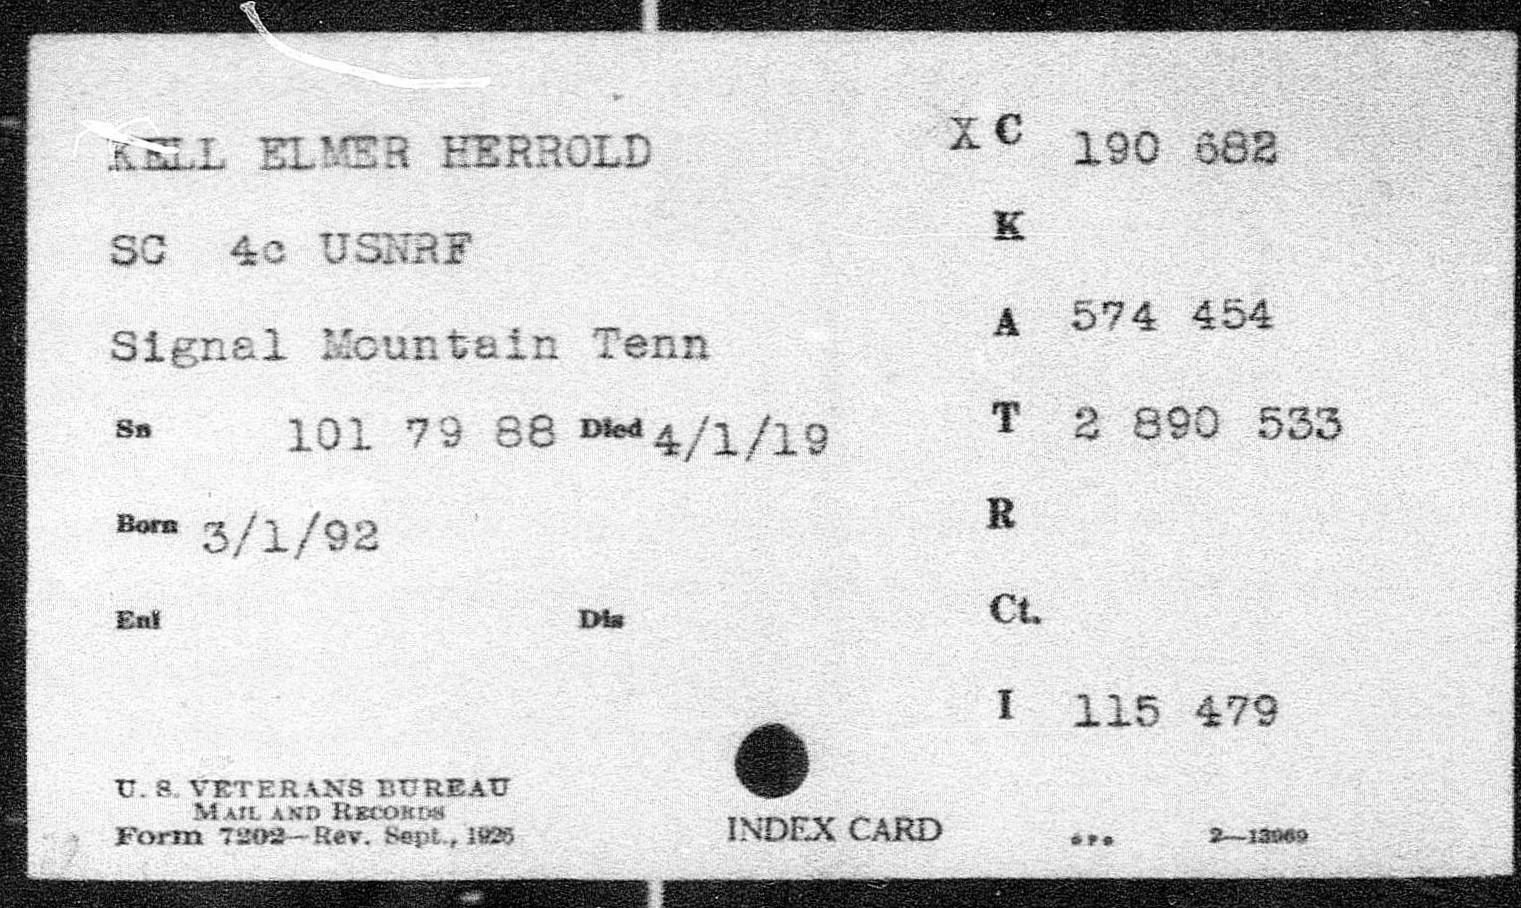 KELL ELMER HERROLD
X C 190 682
SC 4c USNRF
K
Signal Mountain Tenn
A 574 454
Sn 101 79 88 Died 4/1/19
T 2 890 533
Born 3/1/92
R
Enl
Dis
Ct.
I 115 479
U. S. VETERANS BUREAU
MAIL AND RECORDS
Form 7202—Rev. Sept., 1925
INDEX CARD
GPO
2—13969